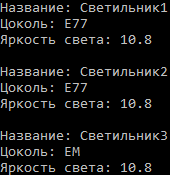 Название: Светильник1
Цоколь: E77
Яркость света: 10.8
Название: Светильник2
Цоколь: E77
Яркость света: 10.8
Название: Светильник3
Цоколь: EM
Яркость света: 10.8